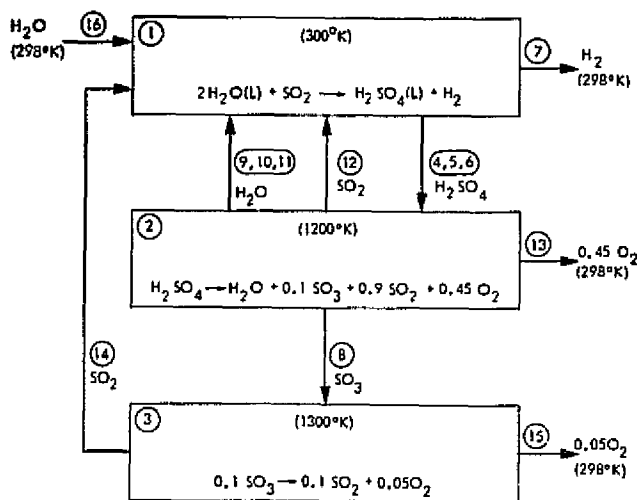 H2O
(298°K)
16
1
(300°K)
2H2O(L) + SO2 → H2SO4(L) + H2
7
H2
(298°K)
9,10,11
H2O
12
SO2
4,5,6
H2SO4
2
(1200°K)
H2SO4 → H2O + 0.1 SO3 + 0.9 SO2 + 0.45 O2
13
0.45 O2
(298°K)
14
SO2
8
SO3
3
(1300°K)
0.1 SO3 → 0.1 SO2 + 0.05O2
15
0.05O2
(298°K)